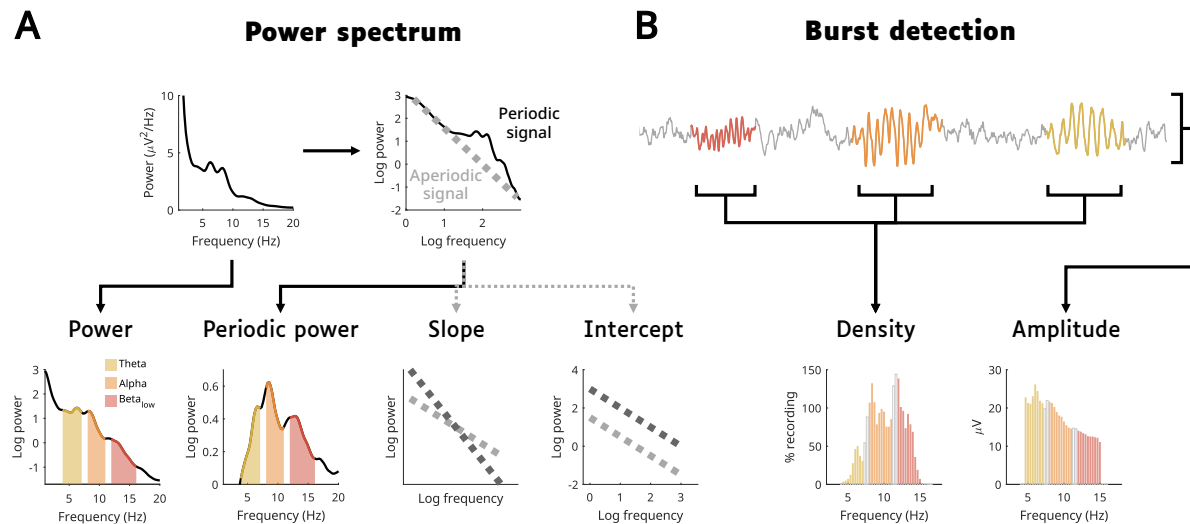 A
Power spectrum
B
Burst detection
10
5
0
Power (μV²/Hz)
5
10
15
20
Frequency (Hz)
3
2
1
0
-1
-2
Log power
0
1
2
Log frequency
Periodic
signal
Aperiodic
signal
Power
Periodic power
Slope
Intercept
Density
Amplitude
3
2
1
0
-1
Log power
Theta
Alpha
Beta low
5
10
15
20
Frequency (Hz)
0.6
0.4
0.2
0
Log power
5
10
15
20
Frequency (Hz)
Log power
Log frequency
4
2
0
-2
Log power
0
1
2
3
Log frequency
150
100
50
0
% recording
5
10
15
Frequency (Hz)
30
20
10
0
μV
5
10
15
Frequency (Hz)